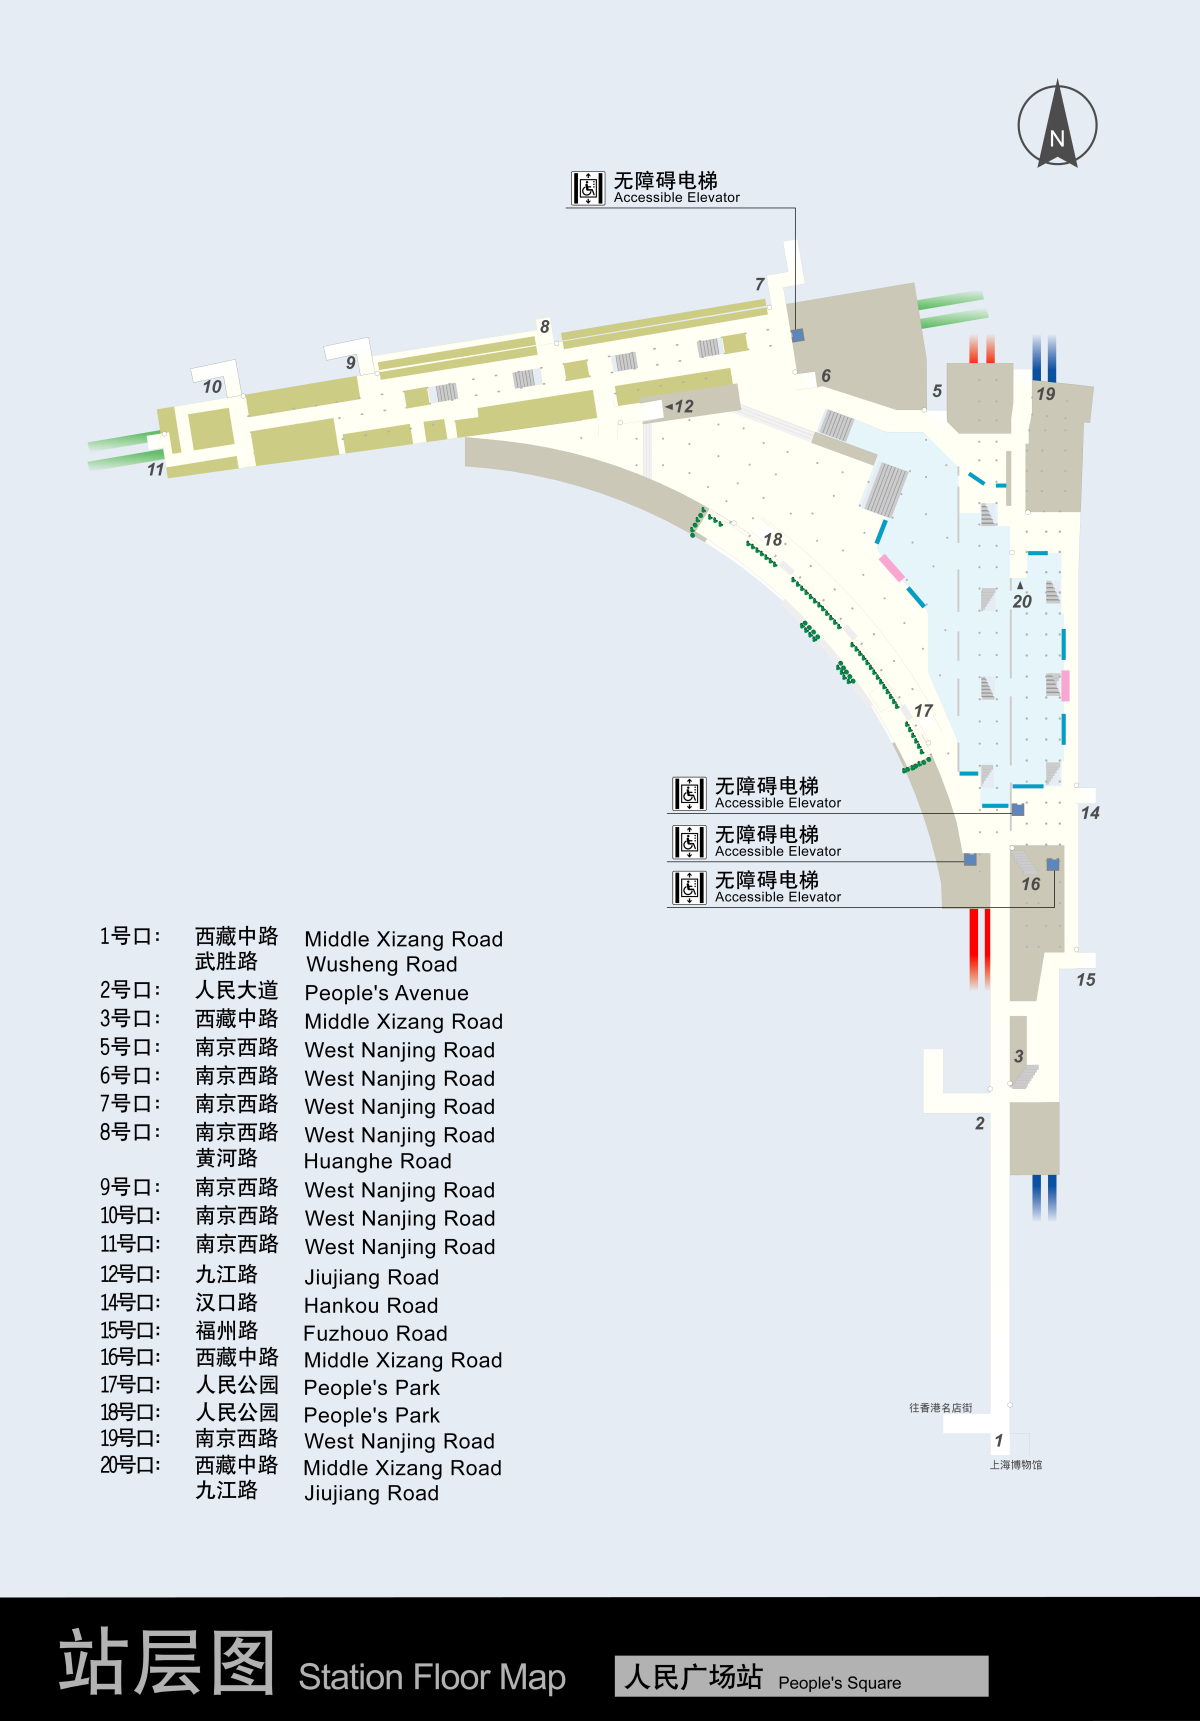 N
无障碍电梯
Accessible Elevator
7
8
9
10
11
6
12
5
19
18
20
17
无障碍电梯
Accessible Elevator
14
无障碍电梯
Accessible Elevator
无障碍电梯
Accessible Elevator
16
15
3
2
往香港名店街
1
上海博物馆
1号口: 西藏中路 Middle Xizang Road
武胜路 Wusheng Road
2号口: 人民大道 People's Avenue
3号口: 西藏中路 Middle Xizang Road
5号口: 南京西路 West Nanjing Road
6号口: 南京西路 West Nanjing Road
7号口: 南京西路 West Nanjing Road
8号口: 南京西路 West Nanjing Road
黄河路 Huanghe Road
9号口: 南京西路 West Nanjing Road
10号口: 南京西路 West Nanjing Road
11号口: 南京西路 West Nanjing Road
12号口: 九江路 Jiujiang Road
14号口: 汉口路 Hankou Road
15号口: 福州路 Fuzhouo Road
16号口: 西藏中路 Middle Xizang Road
17号口: 人民公园 People's Park
18号口: 人民公园 People's Park
19号口: 南京西路 West Nanjing Road
20号口: 西藏中路 Middle Xizang Road
九江路 Jiujiang Road
站层图 Station Floor Map 人民广场站 People's Square